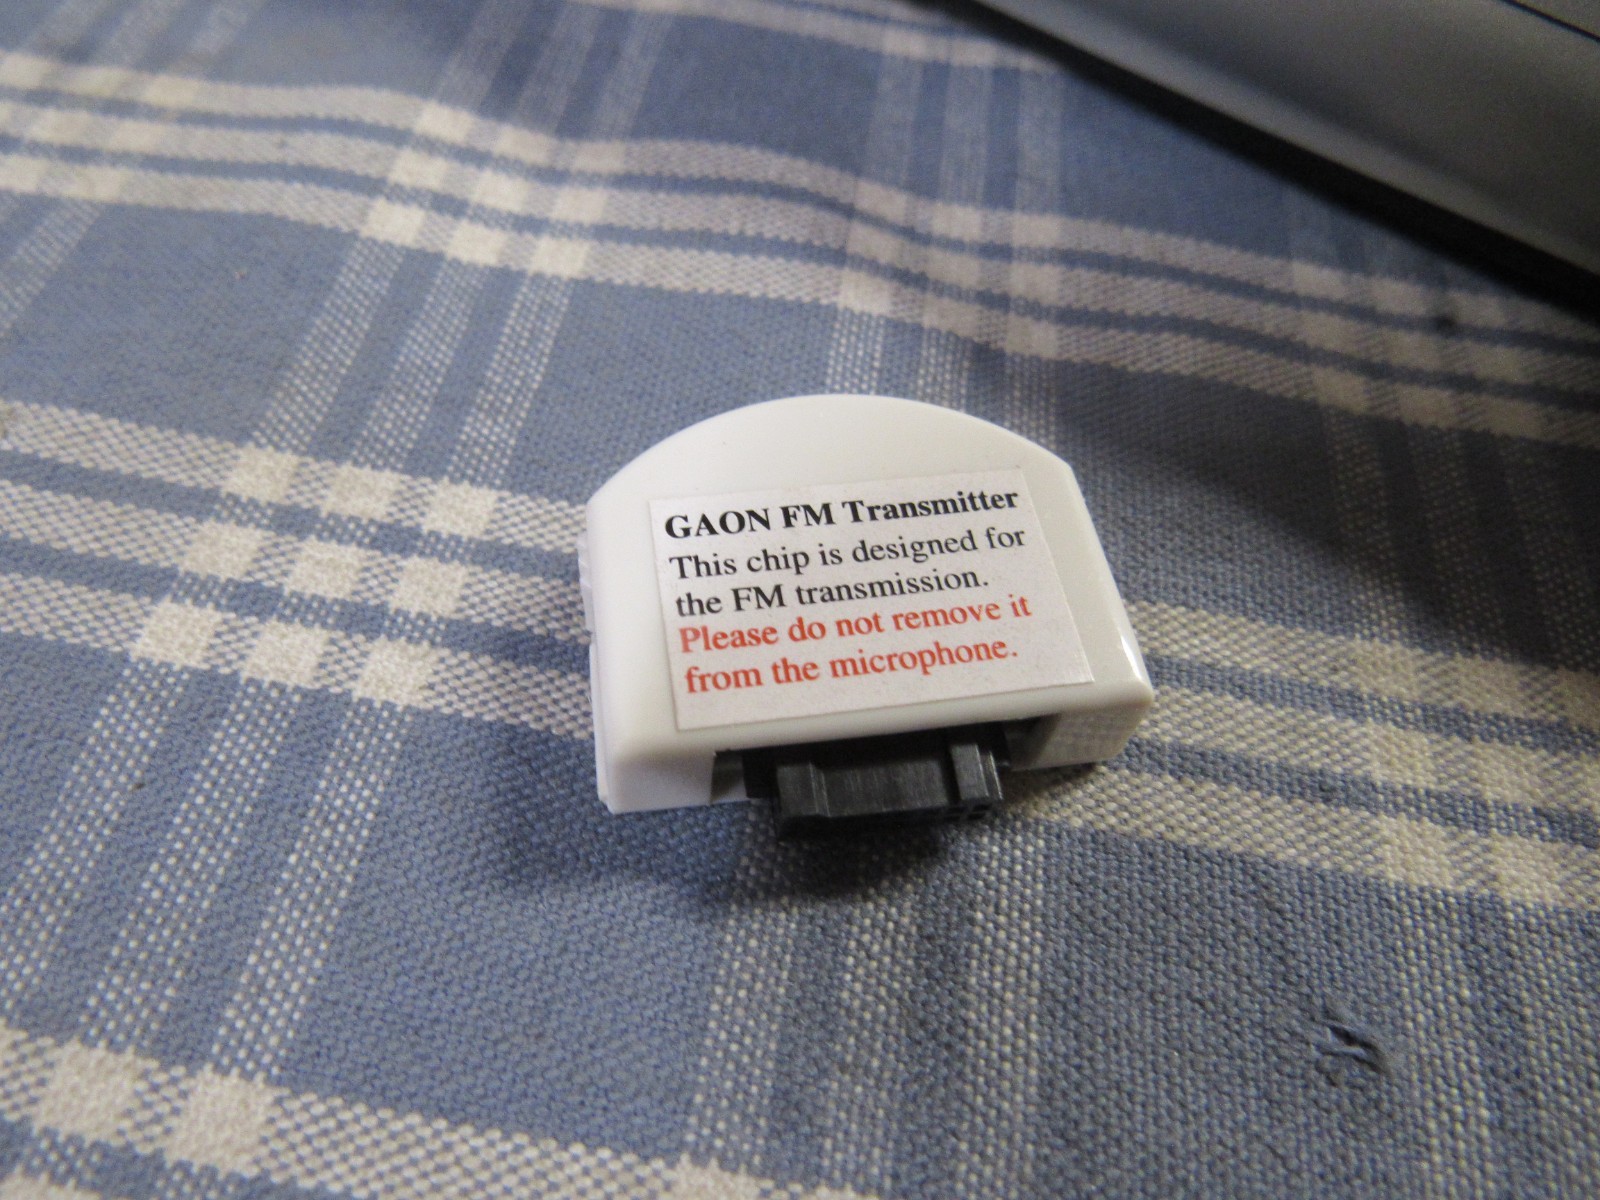 GAON FM Transmitter
This chip is designed for
the FM transmission.
Please do not remove it
from the microphone.